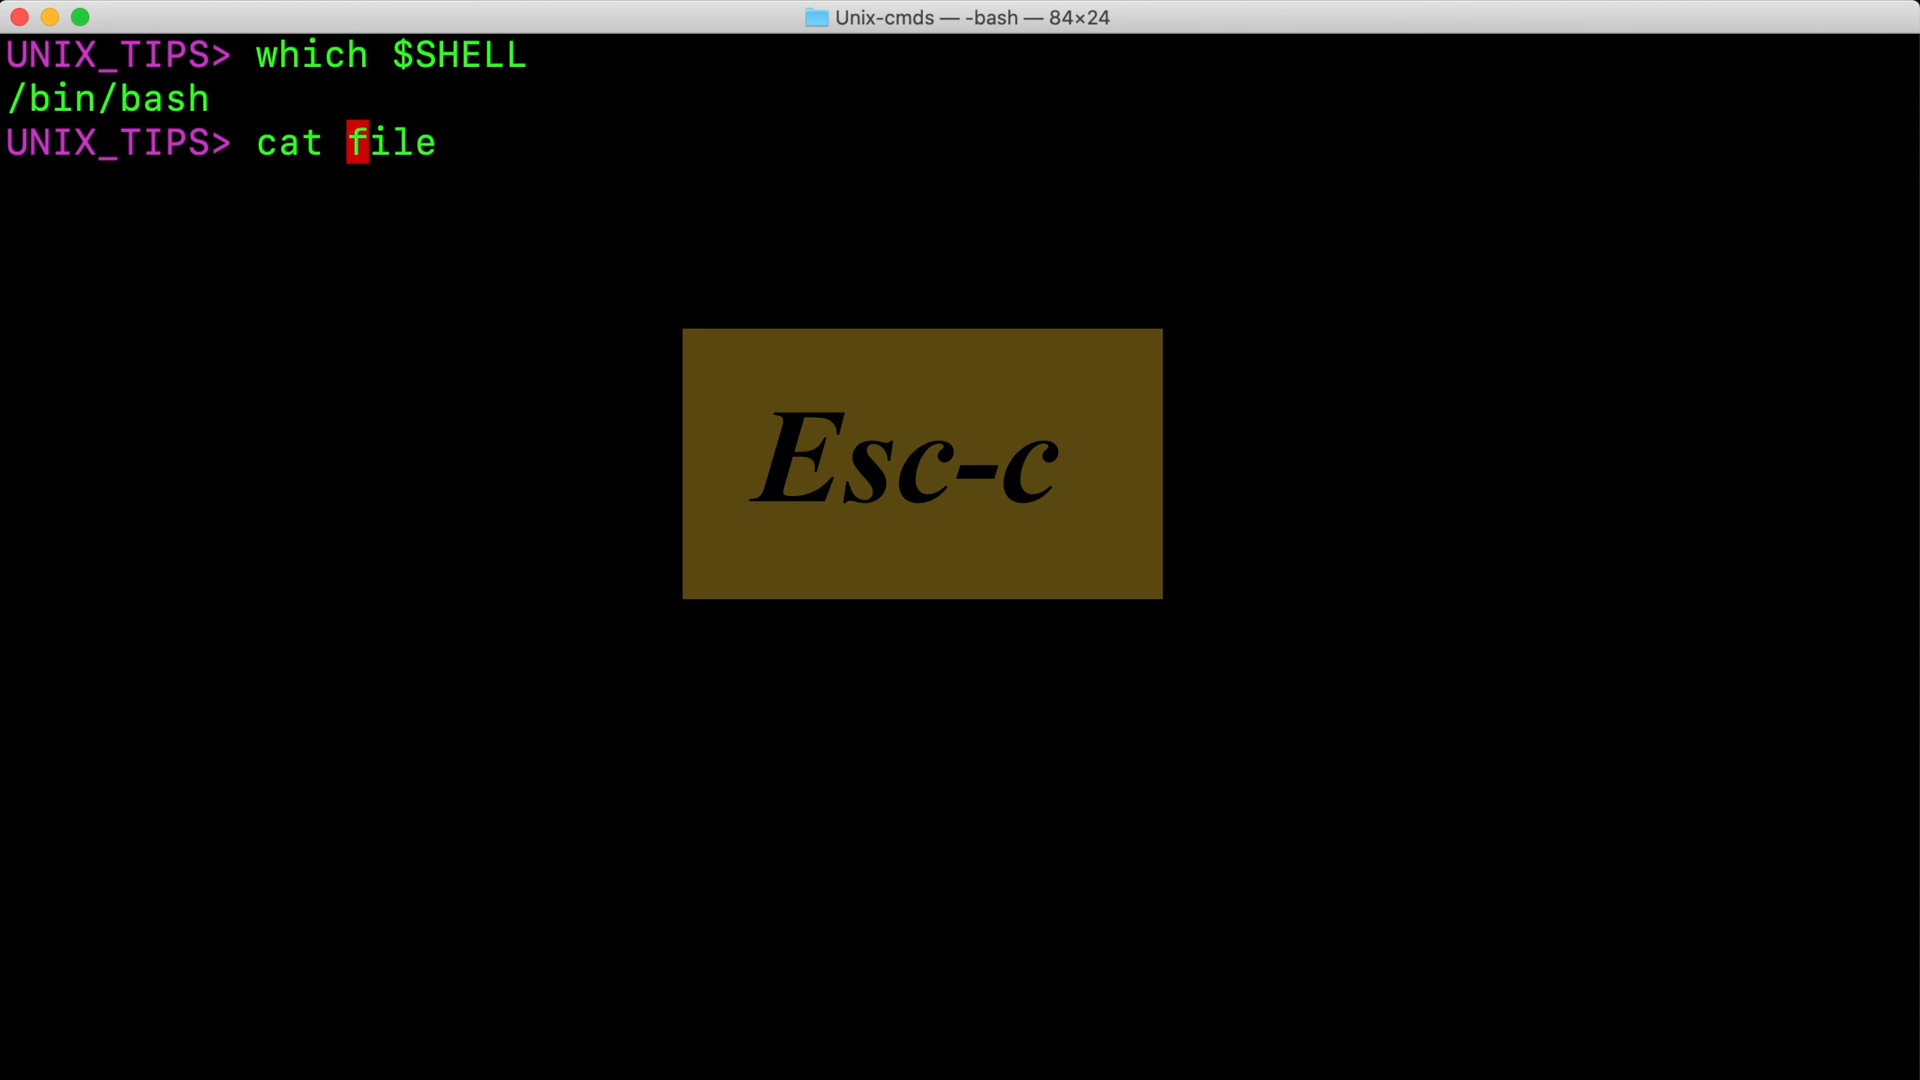 Unix-cmds — -bash — 84×24
UNIX_TIPS> which $SHELL
/bin/bash
UNIX_TIPS> cat file
Esc-c